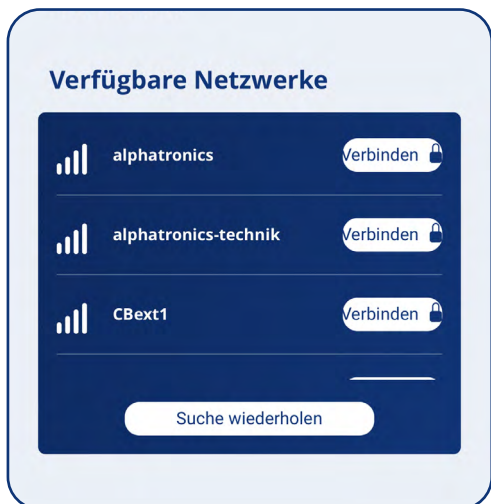 Verfügbare Netzwerke
alphatronics Verbinden
alphatronics-technik Verbinden
CBext1 Verbinden
Suche wiederholen